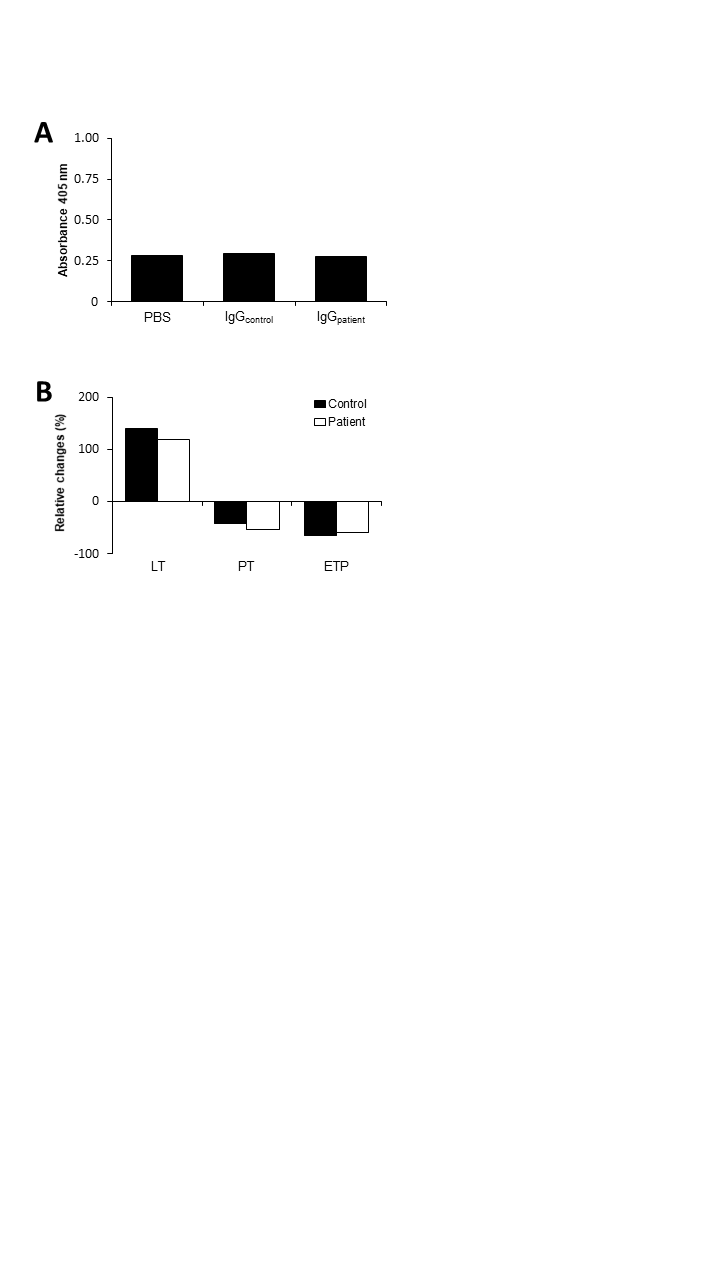 A
Absorbance 405 nm
1.00
0.75
0.50
0.25
0
PBS
IgGcontrol
IgGpatient
B
Relative changes (%)
200
100
0
-100
Control
Patient
LT
PT
ETP